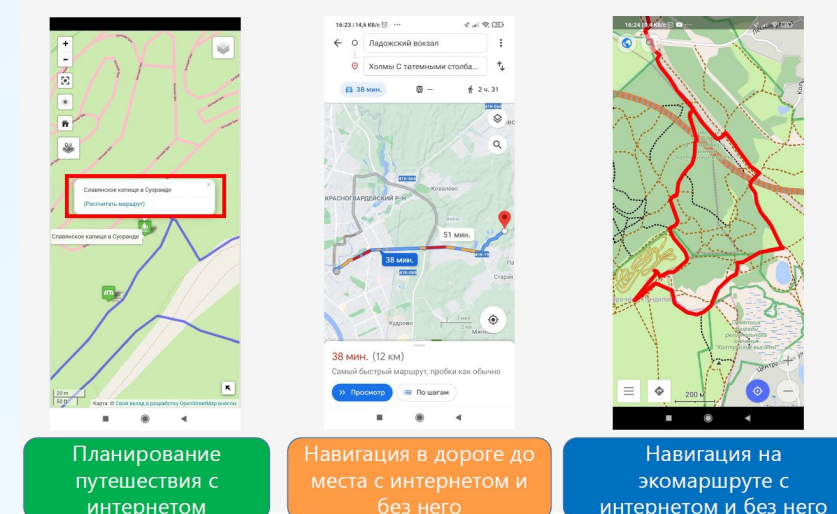 +
-
Славянское капище в Суоранде
×
(Рассчитать маршрут)
Славянское капище в Суоранде
20 m
50 ft
Карта: © Свой вклад в разработку OpenStreetMap внесли
Планирование
путешествия с
интернетом
16:23 | 14,6 КБ/с
Ладожский вокзал
Холмы С татемными столба...
38 мин.
—
2 ч. 31
КРАСНОГВАРДЕЙСКИЙ Р-Н
Ковалёво
51 мин.
38 мин.
Кудрово
38 мин. (12 км)
Самый быстрый маршрут, пробки как обычно
Просмотр
По шагам
Навигация в дороге до
места с интернетом и
без него
200 м
Навигация на
экомаршруте с
интернетом и без него